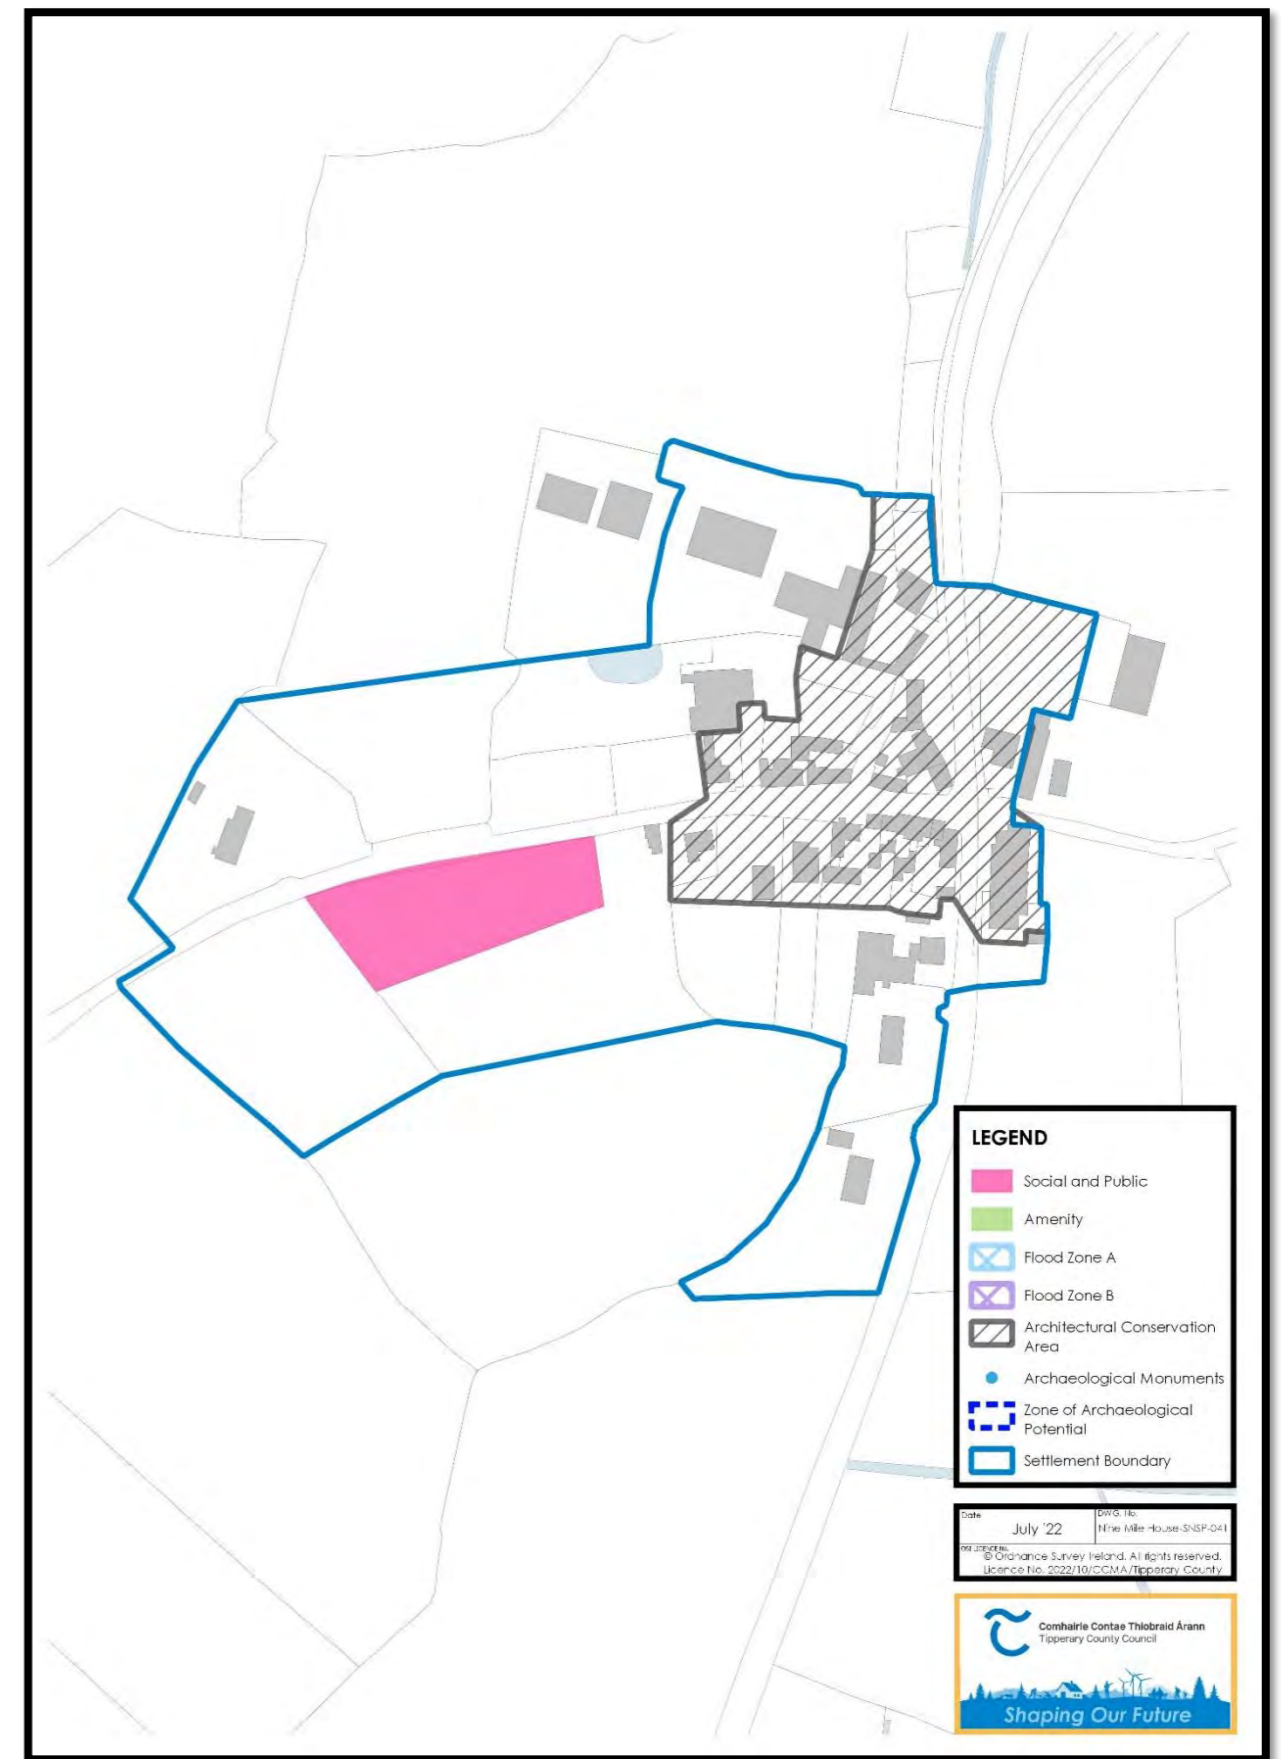 LEGEND
Social and Public
Amenity
Flood Zone A
Flood Zone B
Architectural Conservation
Area
Archaeological Monuments
Zone of Archaeological
Potential
Settlement Boundary
Date
July '22
DWG. No.
Nine Mile House-SNSP-041
© Ordnance Survey Ireland. All rights reserved.
Licence No. 2022/10/CCMA/Tipperary County
Comhairle Contae Thiobraid Árann
Tipperary County Council
Shaping Our Future